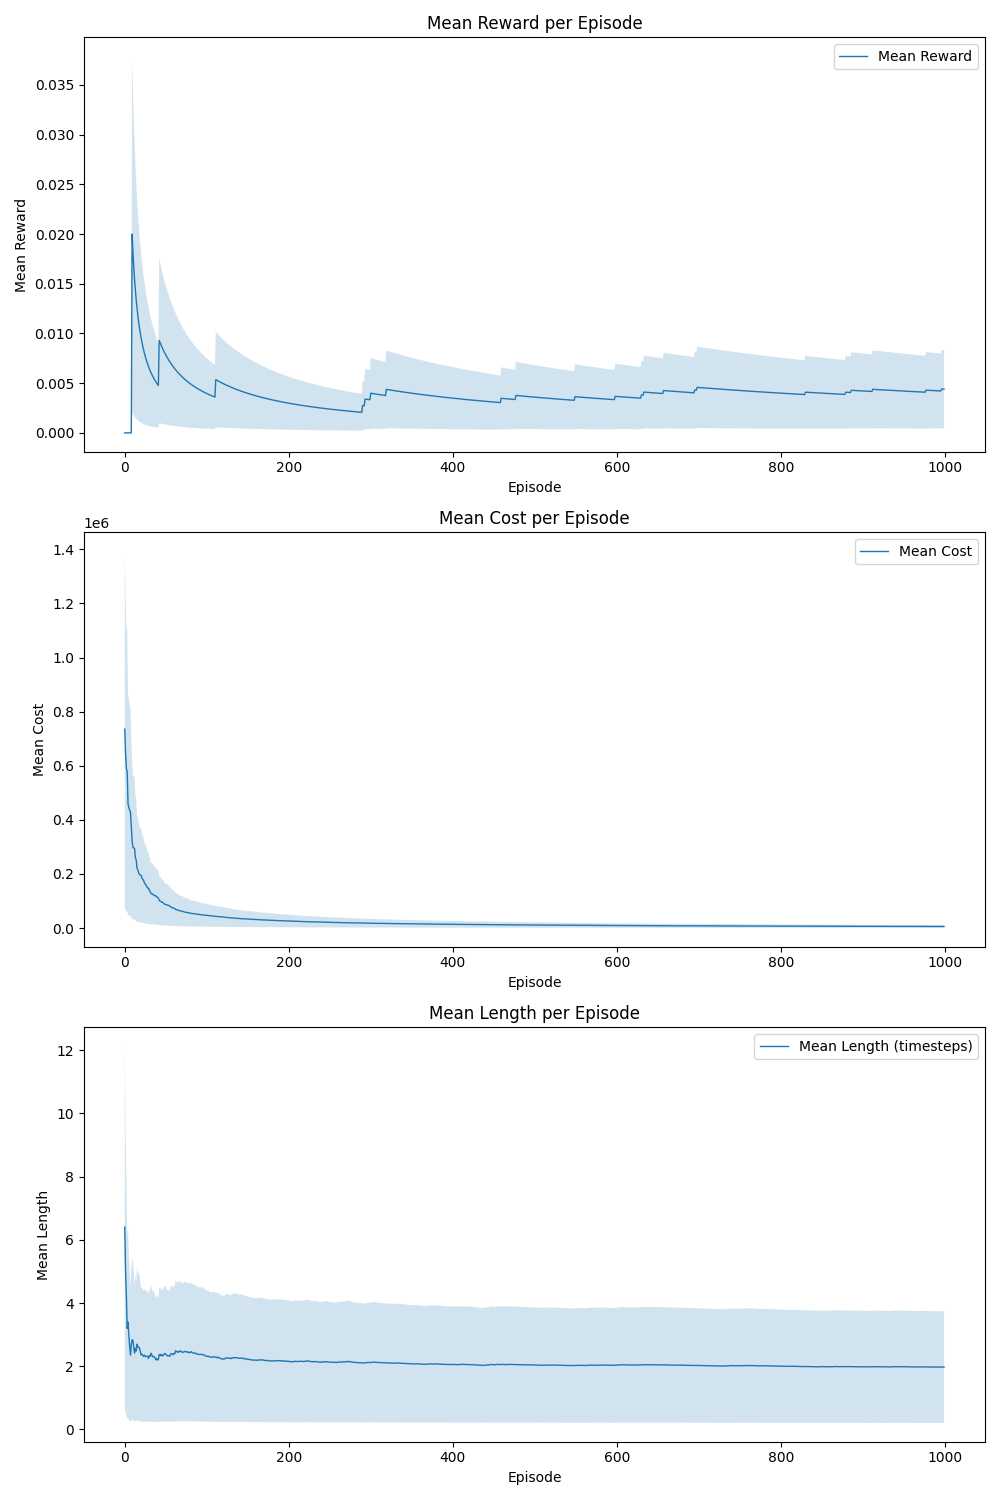 Mean Reward per Episode
Mean Reward
0.035
0.030
0.025
0.020
0.015
0.010
0.005
0.000
Mean Reward
0 200 400 600 800 1000
Episode
Mean Cost per Episode
1e6
Mean Cost
1.4
1.2
1.0
0.8
0.6
0.4
0.2
0.0
Mean Cost
0 200 400 600 800 1000
Episode
Mean Length per Episode
Mean Length (timesteps)
12
10
8
6
4
2
0
Mean Length
0 200 400 600 800 1000
Episode